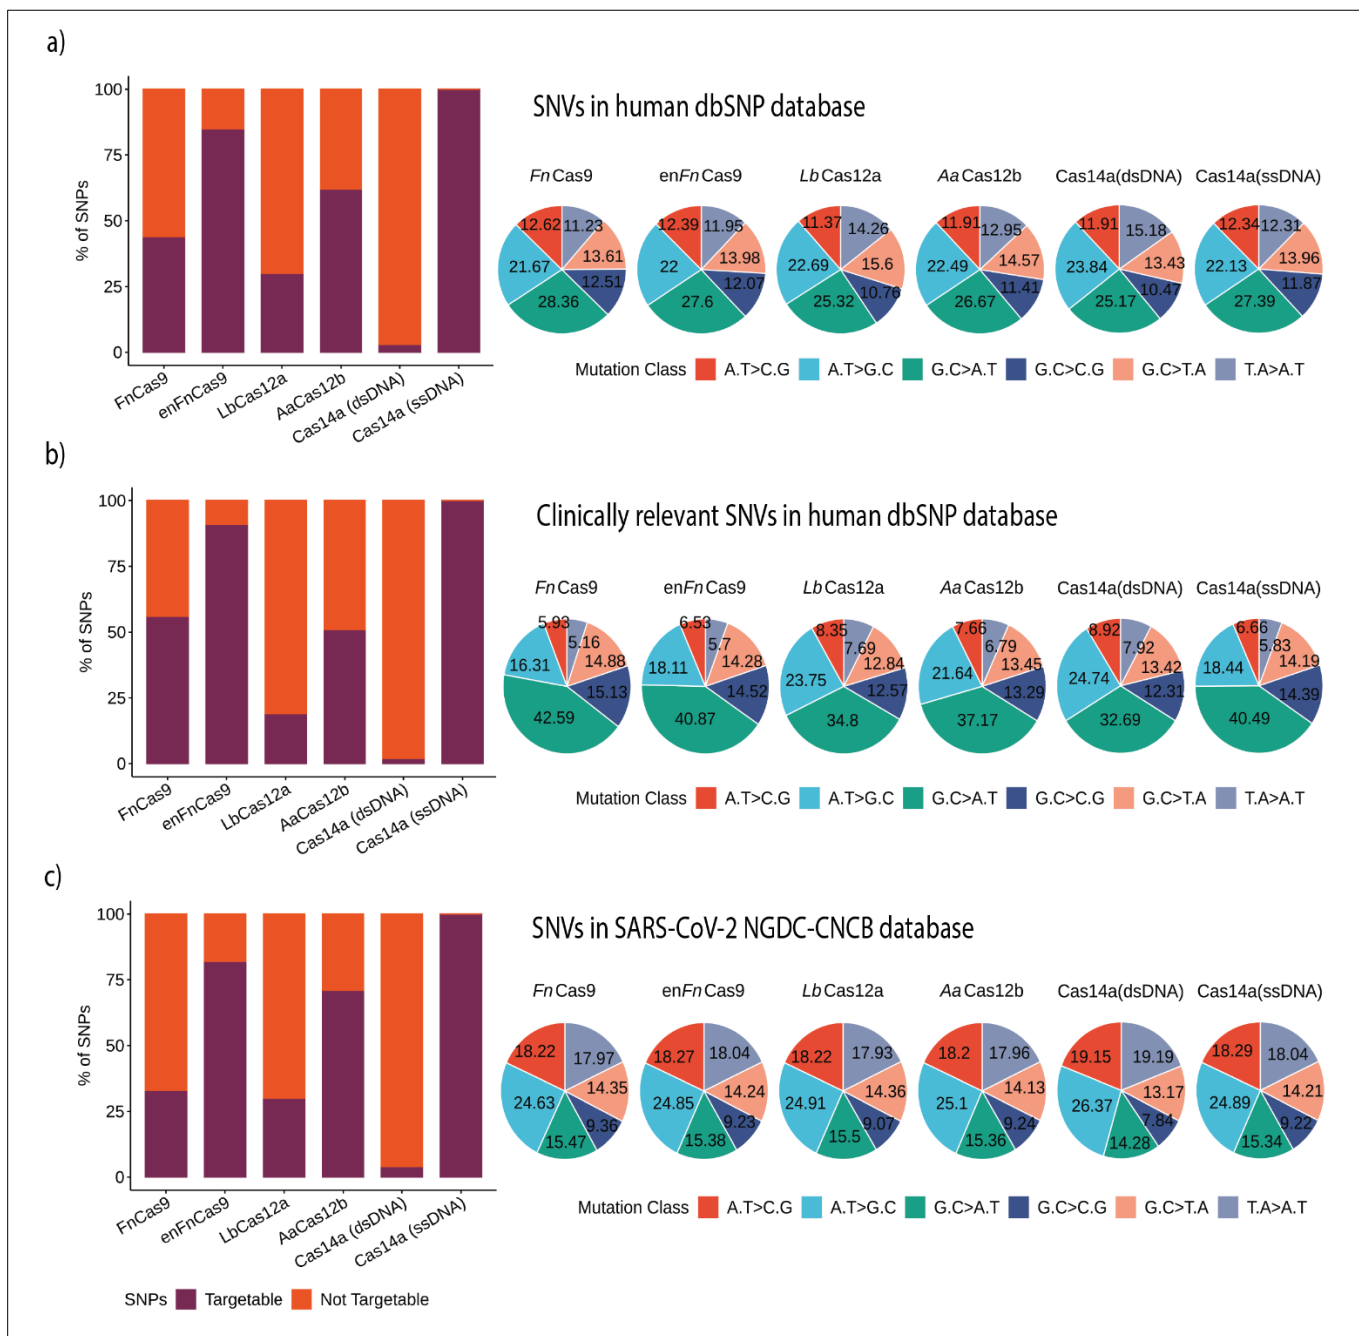 a)
SNVs in human dbSNP database
% of SNPs
100
75
50
25
0
FnCas9
enFnCas9
LbCas12a
AaCas12b
Cas14a (dsDNA)
Cas14a (ssDNA)
FnCas9 enFnCas9 LbCas12a AaCas12b Cas14a(dsDNA) Cas14a(ssDNA)
12.62 11.23 13.61 12.51 28.36 21.67
12.39 11.95 13.98 12.07 27.6 22
11.37 14.26 15.6 10.76 25.32 22.69
11.91 12.95 14.57 11.41 26.67 22.49
11.91 15.18 13.43 10.47 25.17 23.84
12.34 12.31 13.96 11.87 27.39 22.13
Mutation Class A.T>C.G A.T>G.C G.C>A.T G.C>C.G G.C>T.A T.A>A.T
b)
Clinically relevant SNVs in human dbSNP database
% of SNPs
100
75
50
25
0
FnCas9
enFnCas9
LbCas12a
AaCas12b
Cas14a (dsDNA)
Cas14a (ssDNA)
FnCas9 enFnCas9 LbCas12a AaCas12b Cas14a(dsDNA) Cas14a(ssDNA)
5.93 5.16 14.88 15.13 42.59 16.31
6.53 5.7 14.28 14.52 40.87 18.11
8.35 7.69 12.84 12.57 34.8 23.75
7.66 6.79 13.45 13.29 37.17 21.64
8.92 7.92 13.42 12.31 32.69 24.74
6.66 5.83 14.19 14.39 40.49 18.44
Mutation Class A.T>C.G A.T>G.C G.C>A.T G.C>C.G G.C>T.A T.A>A.T
c)
SNVs in SARS-CoV-2 NGDC-CNCB database
% of SNPs
100
75
50
25
0
FnCas9
enFnCas9
LbCas12a
AaCas12b
Cas14a (dsDNA)
Cas14a (ssDNA)
FnCas9 enFnCas9 LbCas12a AaCas12b Cas14a(dsDNA) Cas14a(ssDNA)
18.22 17.97 14.35 9.36 15.47 24.63
18.27 18.04 14.24 9.23 15.38 24.85
18.22 17.93 14.36 9.07 15.5 24.91
18.2 17.96 14.13 9.24 15.36 25.1
19.15 19.19 13.17 7.84 14.28 26.37
18.29 18.04 14.21 9.22 15.34 24.89
Mutation Class A.T>C.G A.T>G.C G.C>A.T G.C>C.G G.C>T.A T.A>A.T
SNPs Targetable Not Targetable